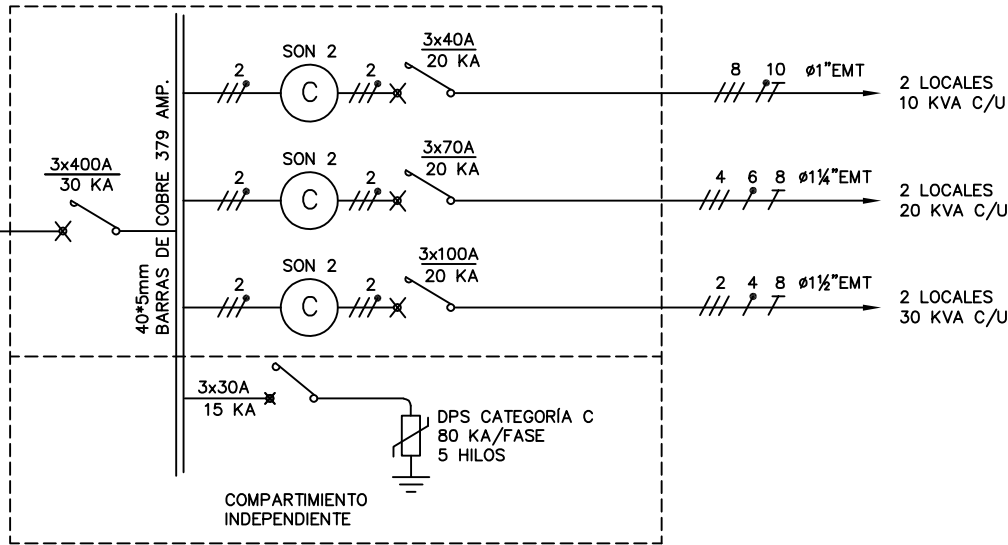 3x400A
30 KA
40*5mm
BARRAS DE COBRE 379 AMP.
2
SON 2
C
2
3x40A
20 KA
8
10
ø1"EMT
2 LOCALES
10 KVA C/U
2
SON 2
C
2
3x70A
20 KA
4
6
8
ø1¼"EMT
2 LOCALES
20 KVA C/U
2
SON 2
C
2
3x100A
20 KA
2
4
8
ø1½"EMT
2 LOCALES
30 KVA C/U
3x30A
15 KA
DPS CATEGORÍA C
80 KA/FASE
5 HILOS
COMPARTIMIENTO
INDEPENDIENTE